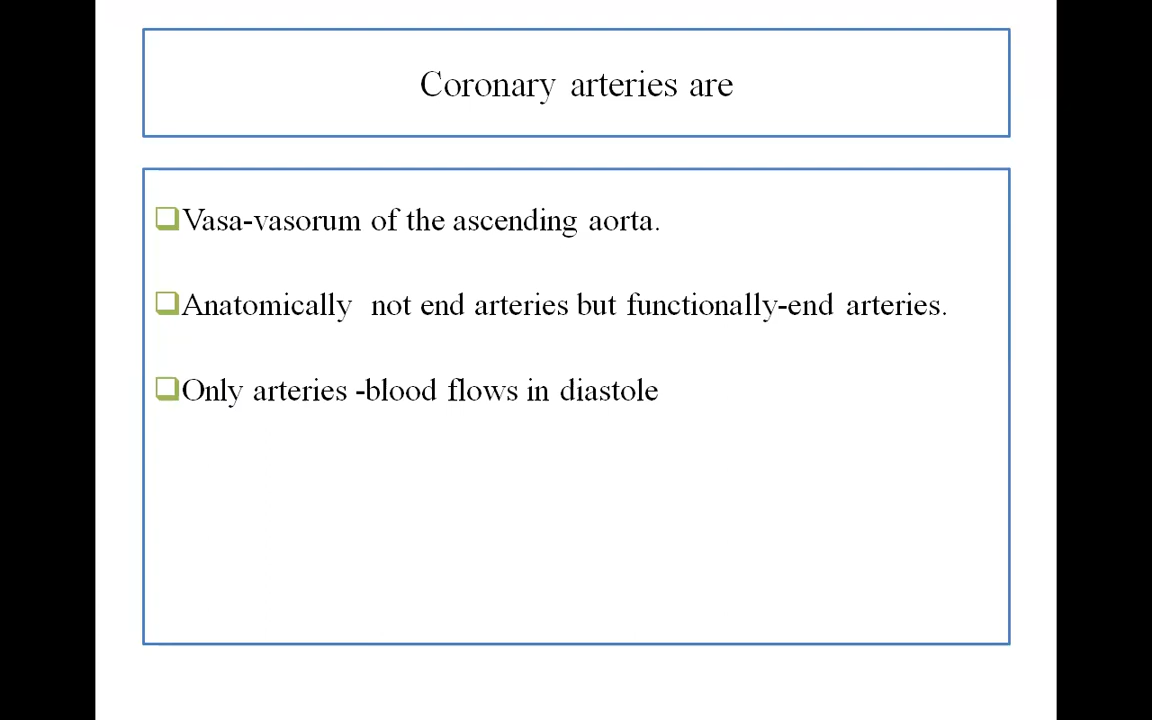 Coronary arteries are
Vasa-vasorum of the ascending aorta.
Anatomically not end arteries but functionally-end arteries.
Only arteries -blood flows in diastole